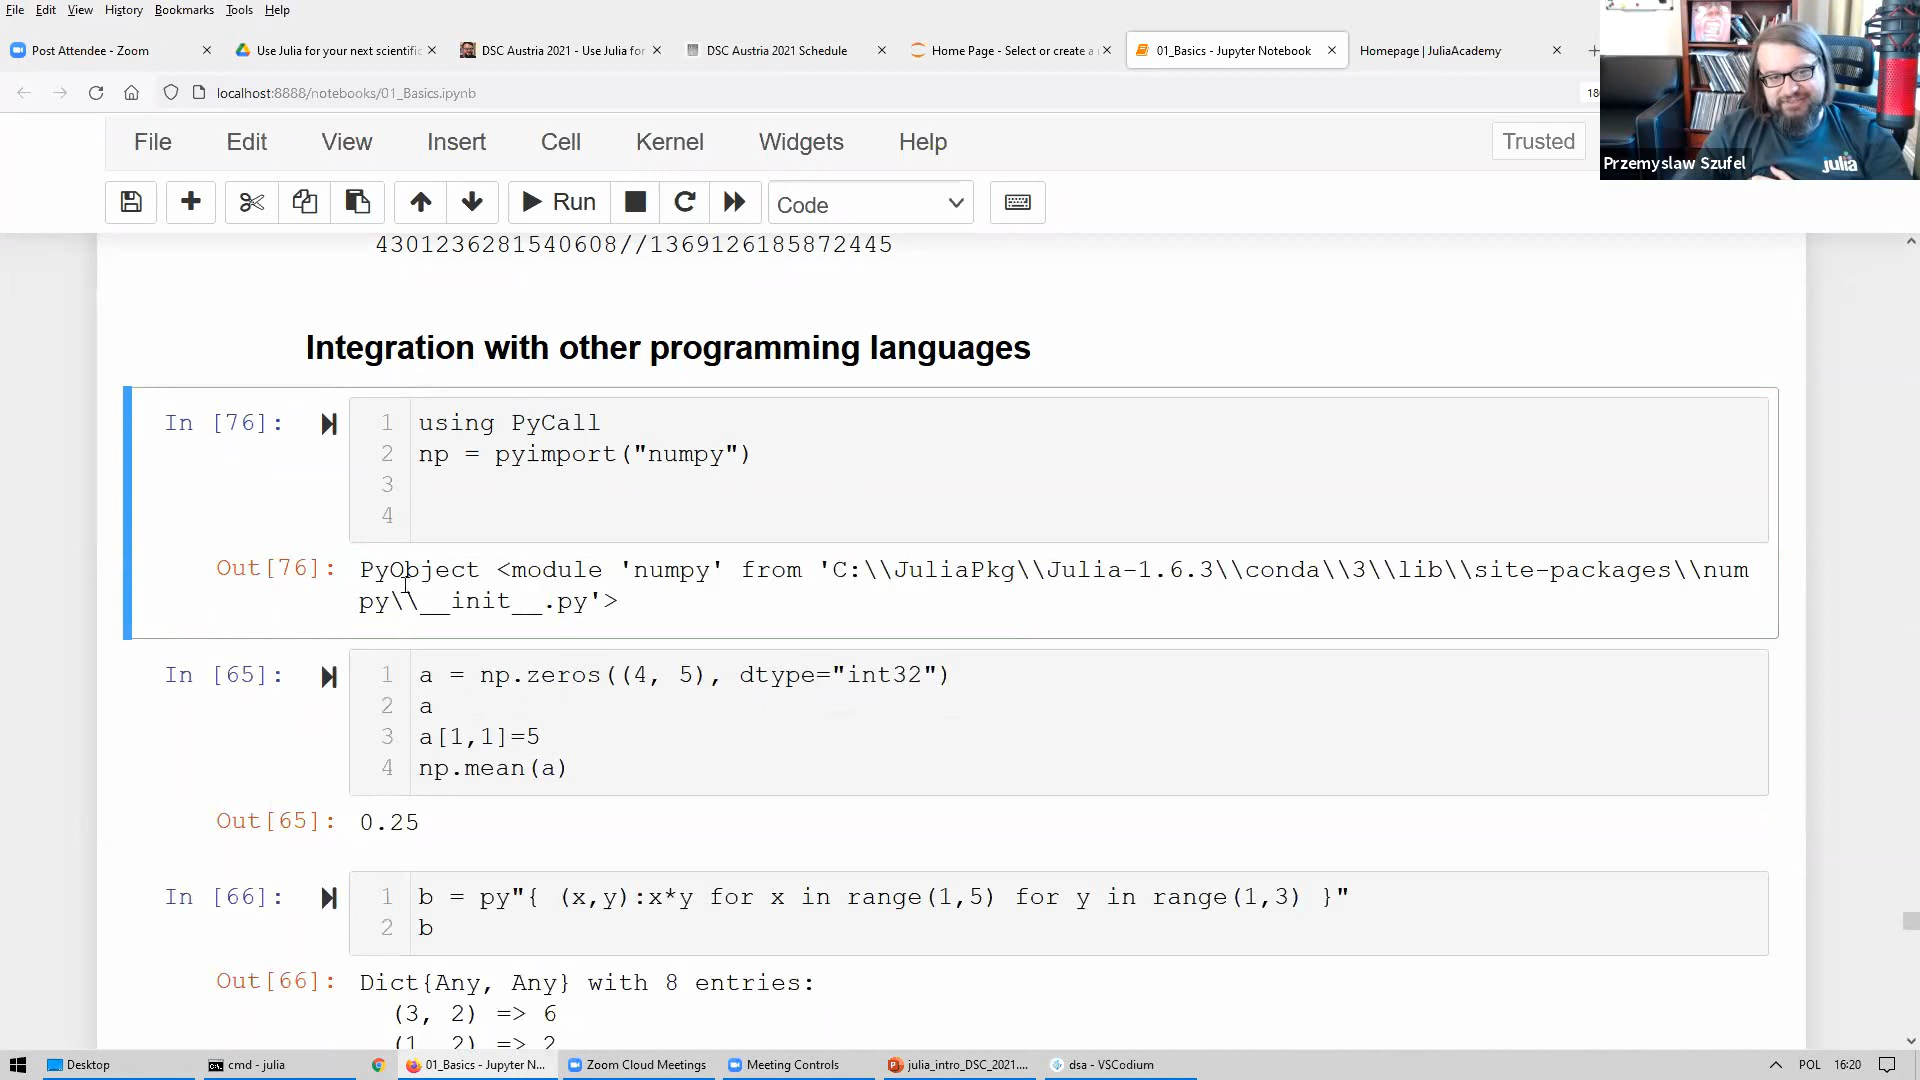 File Edit View History Bookmarks Tools Help
Post Attendee - Zoom
Use Julia for your next scientific
DSC Austria 2021 - Use Julia for
DSC Austria 2021 Schedule
Home Page - Select or create a
01_Basics - Jupyter Notebook
Homepage | JuliaAcademy
localhost:8888/notebooks/01_Basics.ipynb
18
File Edit View Insert Cell Kernel Widgets Help
Trusted
julia
Przemyslaw Szufel
Run
Code
4301236281540608//1369126185872445
Integration with other programming languages
In [76]:
1 using PyCall
2 np = pyimport("numpy")
3
4
Out[76]: PyObject <module 'numpy' from 'C:\\JuliaPkg\\Julia-1.6.3\\conda\\3\\lib\\site-packages\\num
py\\__init__.py'>
In [65]:
1 a = np.zeros((4, 5), dtype="int32")
2 a
3 a[1,1]=5
4 np.mean(a)
Out[65]: 0.25
In [66]:
1 b = py"{ (x,y):x*y for x in range(1,5) for y in range(1,3) }"
2 b
Out[66]: Dict{Any, Any} with 8 entries:
(3, 2) => 6
(1, 2) => 2
Desktop
cmd - julia
01_Basics - Jupyter N...
Zoom Cloud Meetings
Meeting Controls
julia_intro_DSC_2021....
dsa - VSCodium
POL
16:20